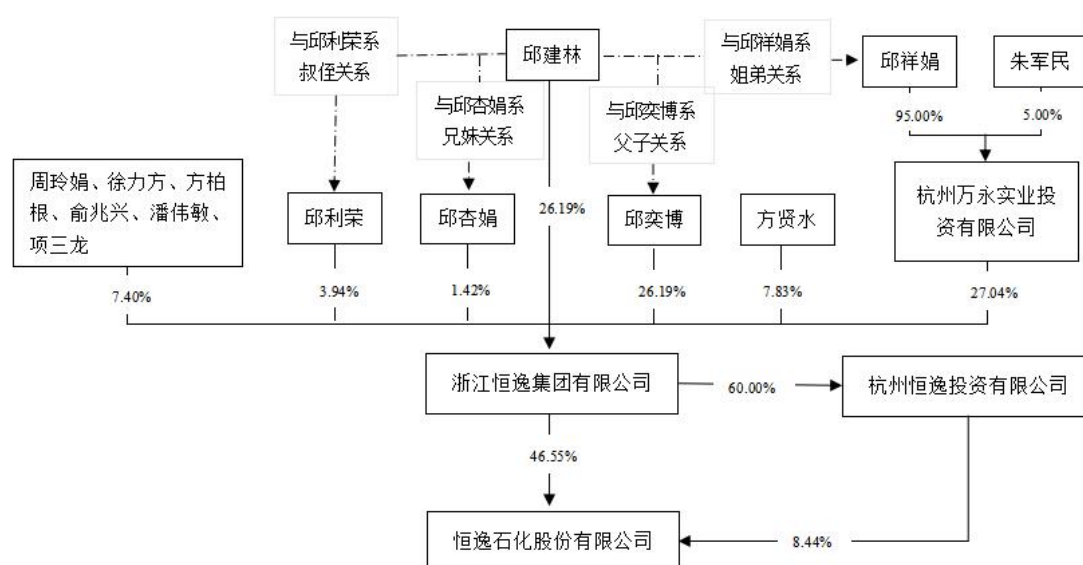 与邱利荣系
叔侄关系
邱建林
与邱祥娟系
姐弟关系
邱祥娟
朱军民
与邱杏娟系
兄妹关系
与邱奕博系
父子关系
95.00%
5.00%
周玲娟、徐力方、方柏
根、俞兆兴、潘伟敏、
项三龙
邱利荣
邱杏娟
26.19%
邱奕博
方贤水
杭州万永实业投
资有限公司
7.40%
3.94%
1.42%
26.19%
7.83%
27.04%
浙江恒逸集团有限公司
60.00%
杭州恒逸投资有限公司
46.55%
恒逸石化股份有限公司
8.44%